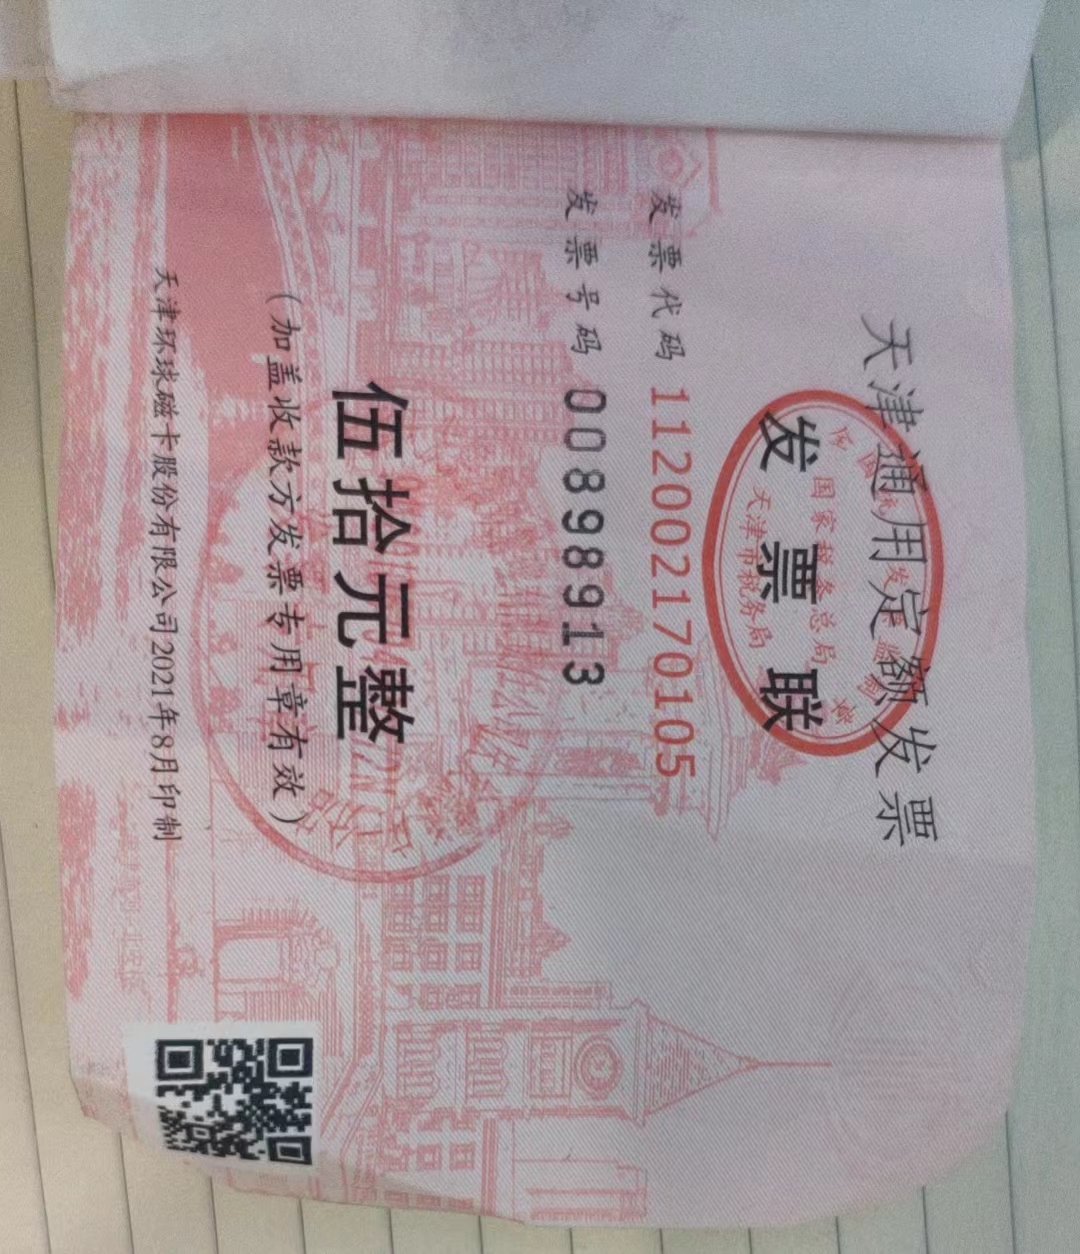 天津通用定额发票
国家税务总局
天津市税务局
发票联
发票代码 112002170105
发票号码 00898913
伍拾元整
(加盖收款方发票专用章有效)
天津环球磁卡股份有限公司2021年8月印制